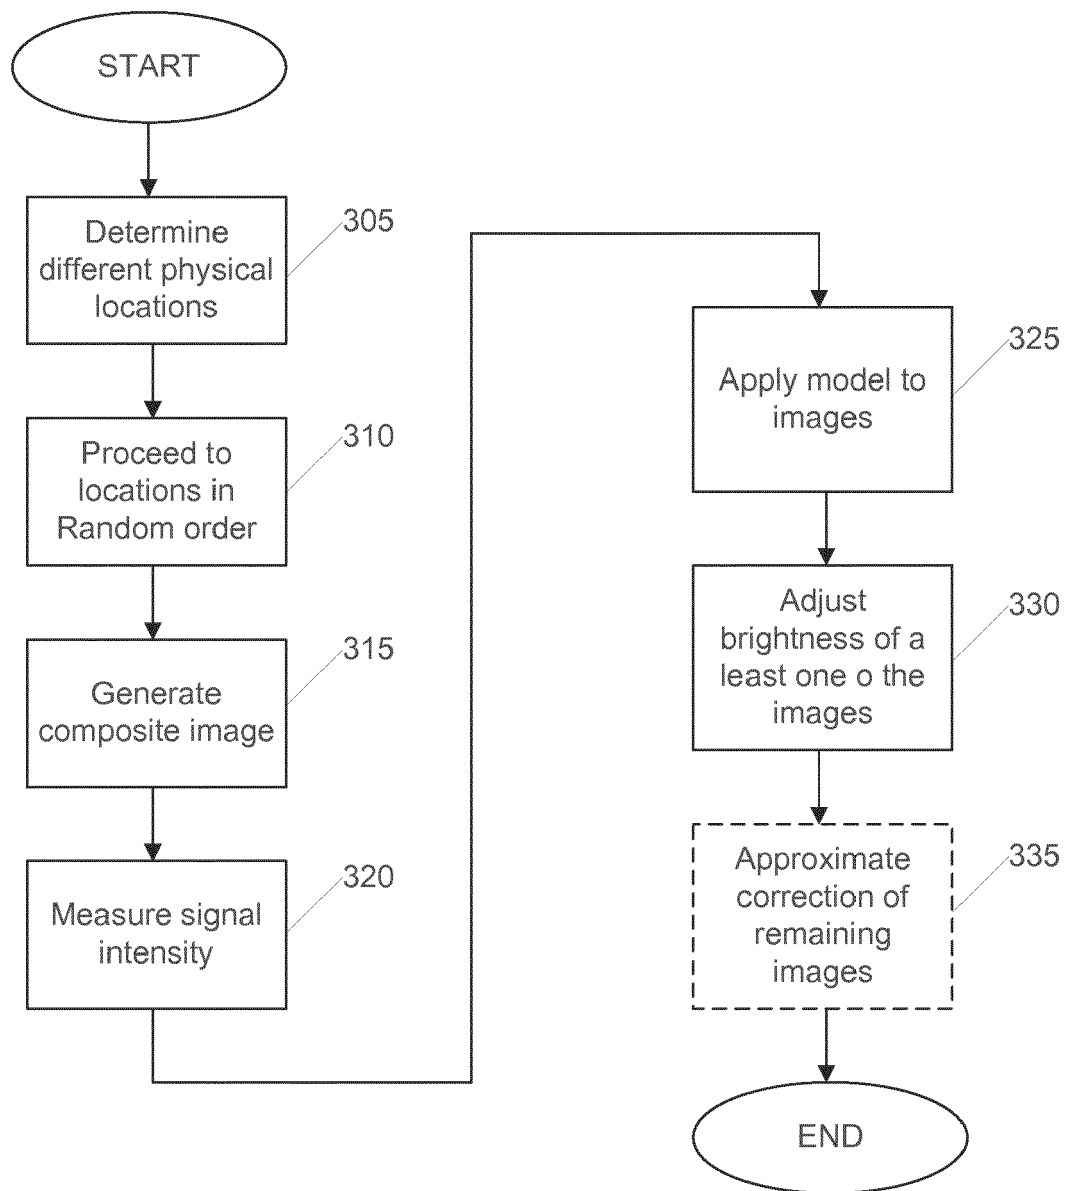 START
Determine
different physical
locations
305
Proceed to
locations in
Random order
310
Generate
composite image
315
Measure signal
intensity
320
Apply model to
images
325
Adjust
brightness of a
least one o the
images
330
Approximate
correction of
remaining
images
335
END